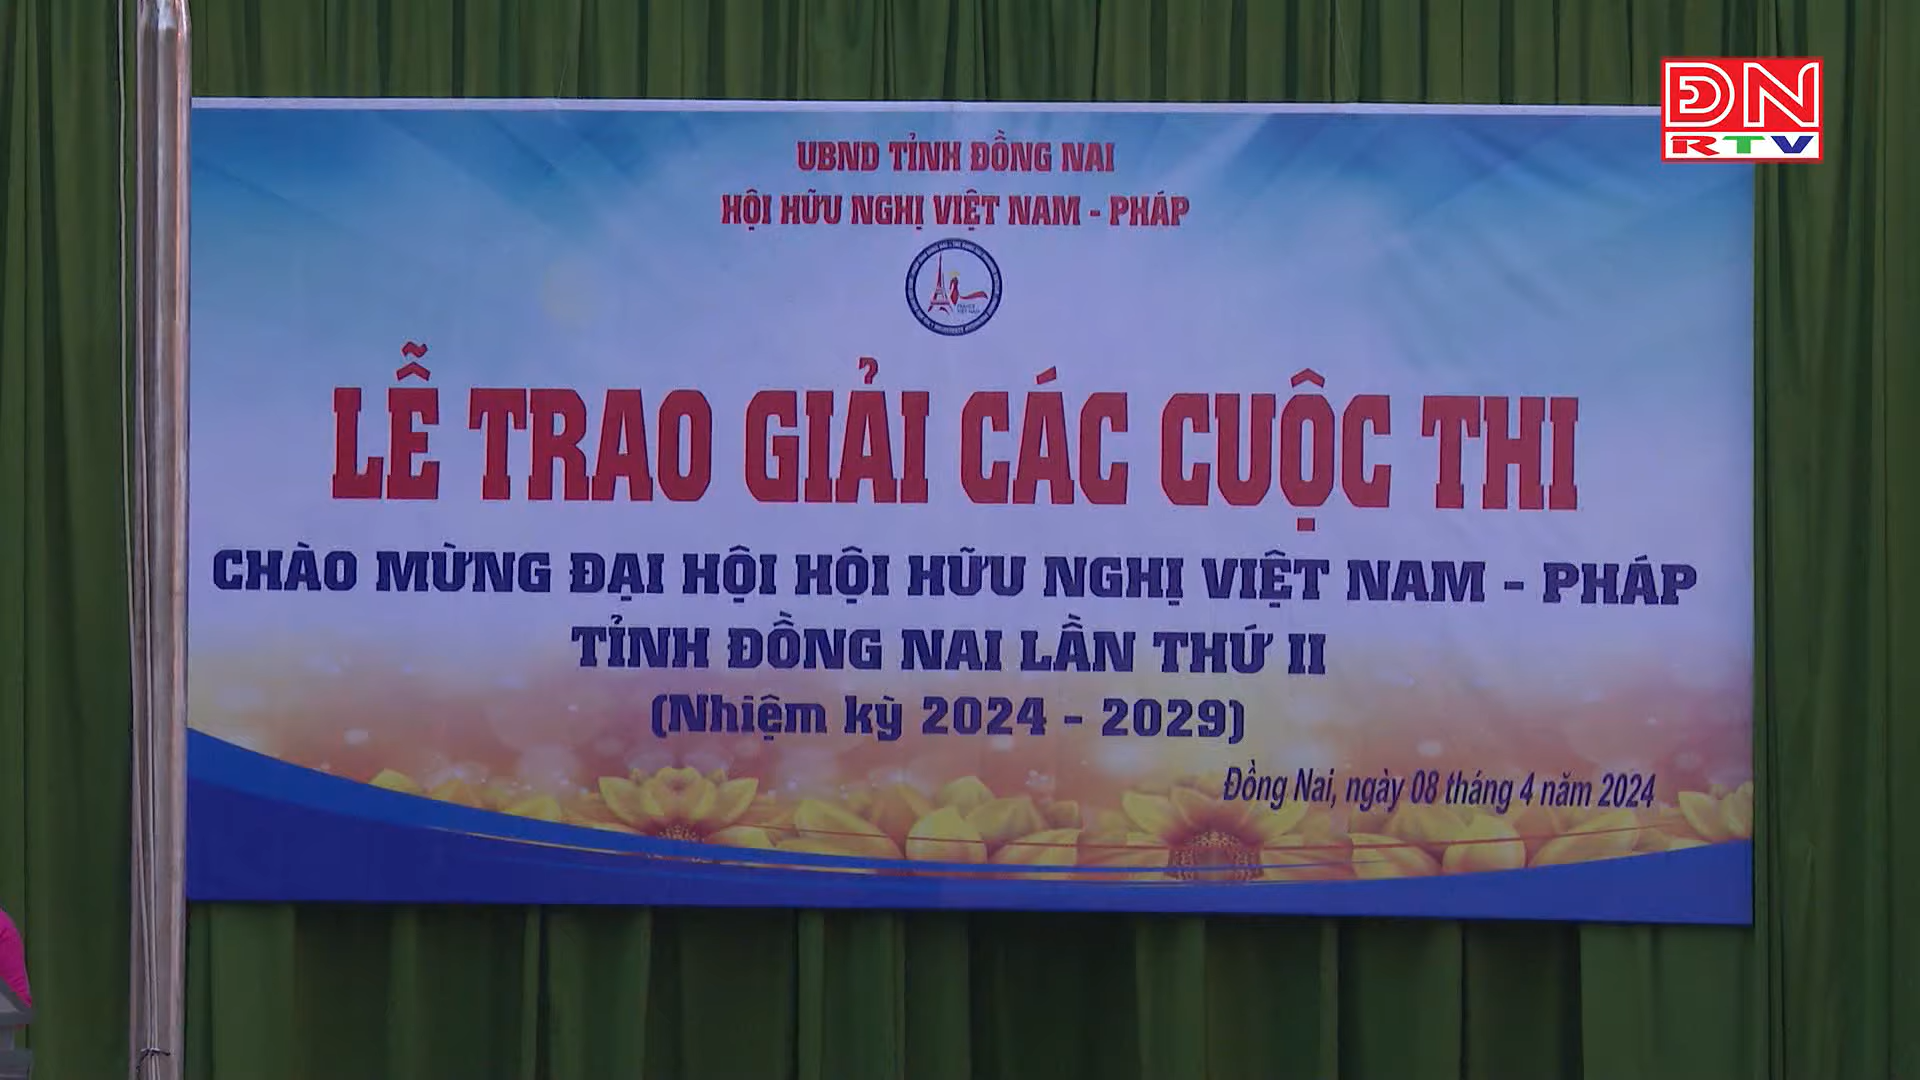 ĐN
RTV
UBND TỈNH ĐỒNG NAI
HỘI HỮU NGHỊ VIỆT NAM - PHÁP
LỄ TRAO GIẢI CÁC CUỘC THI
CHÀO MỪNG ĐẠI HỘI HỘI HỮU NGHỊ VIỆT NAM - PHÁP
TỈNH ĐỒNG NAI LẦN THỨ II
(Nhiệm kỳ 2024 - 2029)
Đồng Nai, ngày 08 tháng 4 năm 2024